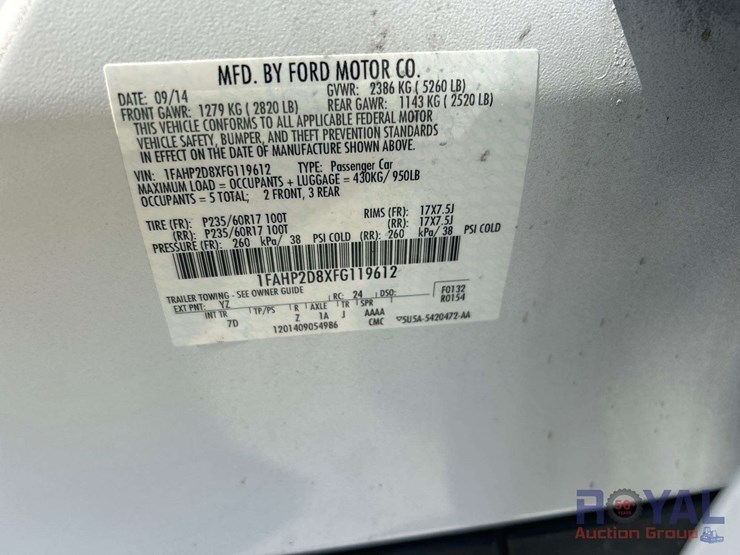 MFD. BY FORD MOTOR CO.
DATE: 09/14 GVWR: 2386 KG ( 5260 LB)
FRONT GAWR: 1279 KG ( 2820 LB) REAR GAWR: 1143 KG ( 2520 LB)
THIS VEHICLE CONFORMS TO ALL APPLICABLE FEDERAL MOTOR
VEHICLE SAFETY, BUMPER, AND THEFT PREVENTION STANDARDS
IN EFFECT ON THE DATE OF MANUFACTURE SHOWN ABOVE.
VIN: 1FAHP2D8XFG119612 TYPE: Passenger Car
MAXIMUM LOAD = OCCUPANTS + LUGGAGE = 430KG/ 950LB
OCCUPANTS = 5 TOTAL; 2 FRONT, 3 REAR
TIRE (FR): P235/60R17 100T RIMS (FR): 17X7.5J
(RR): P235/60R17 100T (RR): 17X7.5J
PRESSURE (FR): 260 kPa/ 38 PSI COLD (RR): 260 kPa/ 38 PSI COLD
1FAHP2D8XFG119612
TRAILER TOWING - SEE OWNER GUIDE
EXT PNT: YZ RC: 24 DSO: F0132
R0154
INT TR TP/PS R AXLE TR SPR
7D Z 1A J AAAA
1201409054986 CMC SU5A-5420472-AA
60
ROYAL
Auction Group